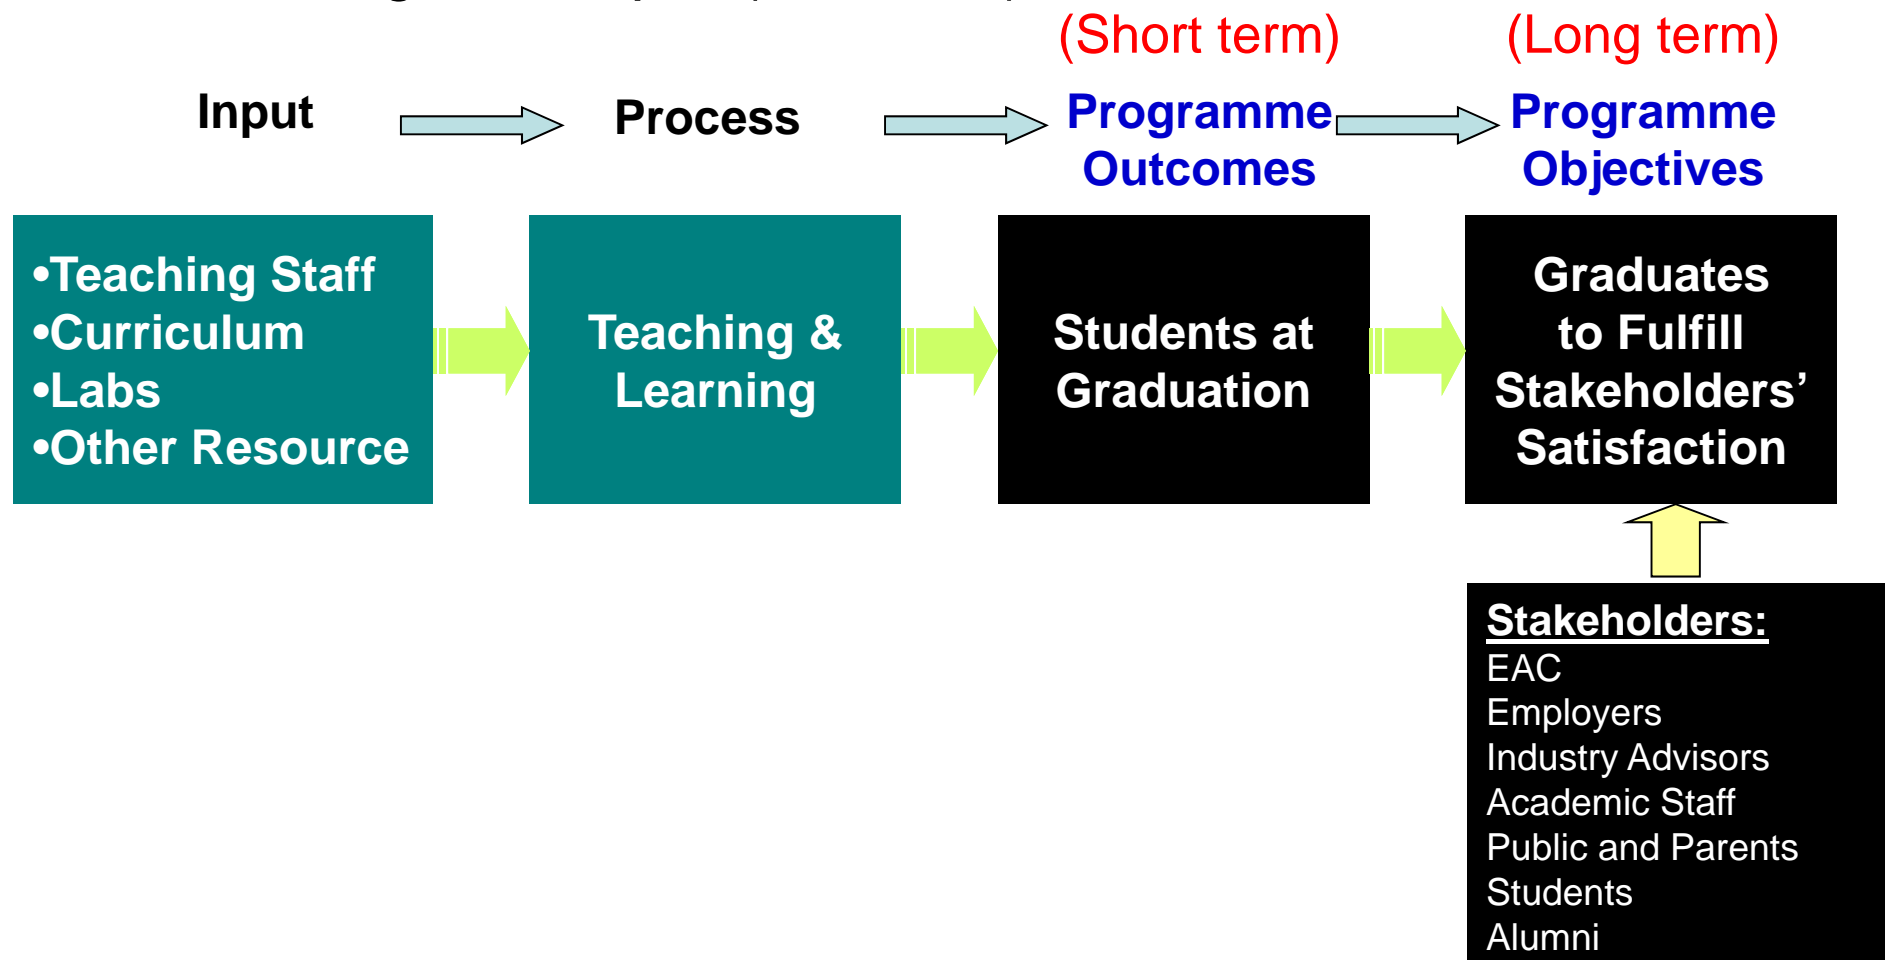 (Short term)
(Long term)
Input
Process
Programme
Outcomes
Programme
Objectives
•Teaching Staff
•Curriculum
•Labs
•Other Resource
Teaching &
Learning
Students at
Graduation
Graduates
to Fulfill
Stakeholders’
Satisfaction
Stakeholders:
EAC
Employers
Industry Advisors
Academic Staff
Public and Parents
Students
Alumni